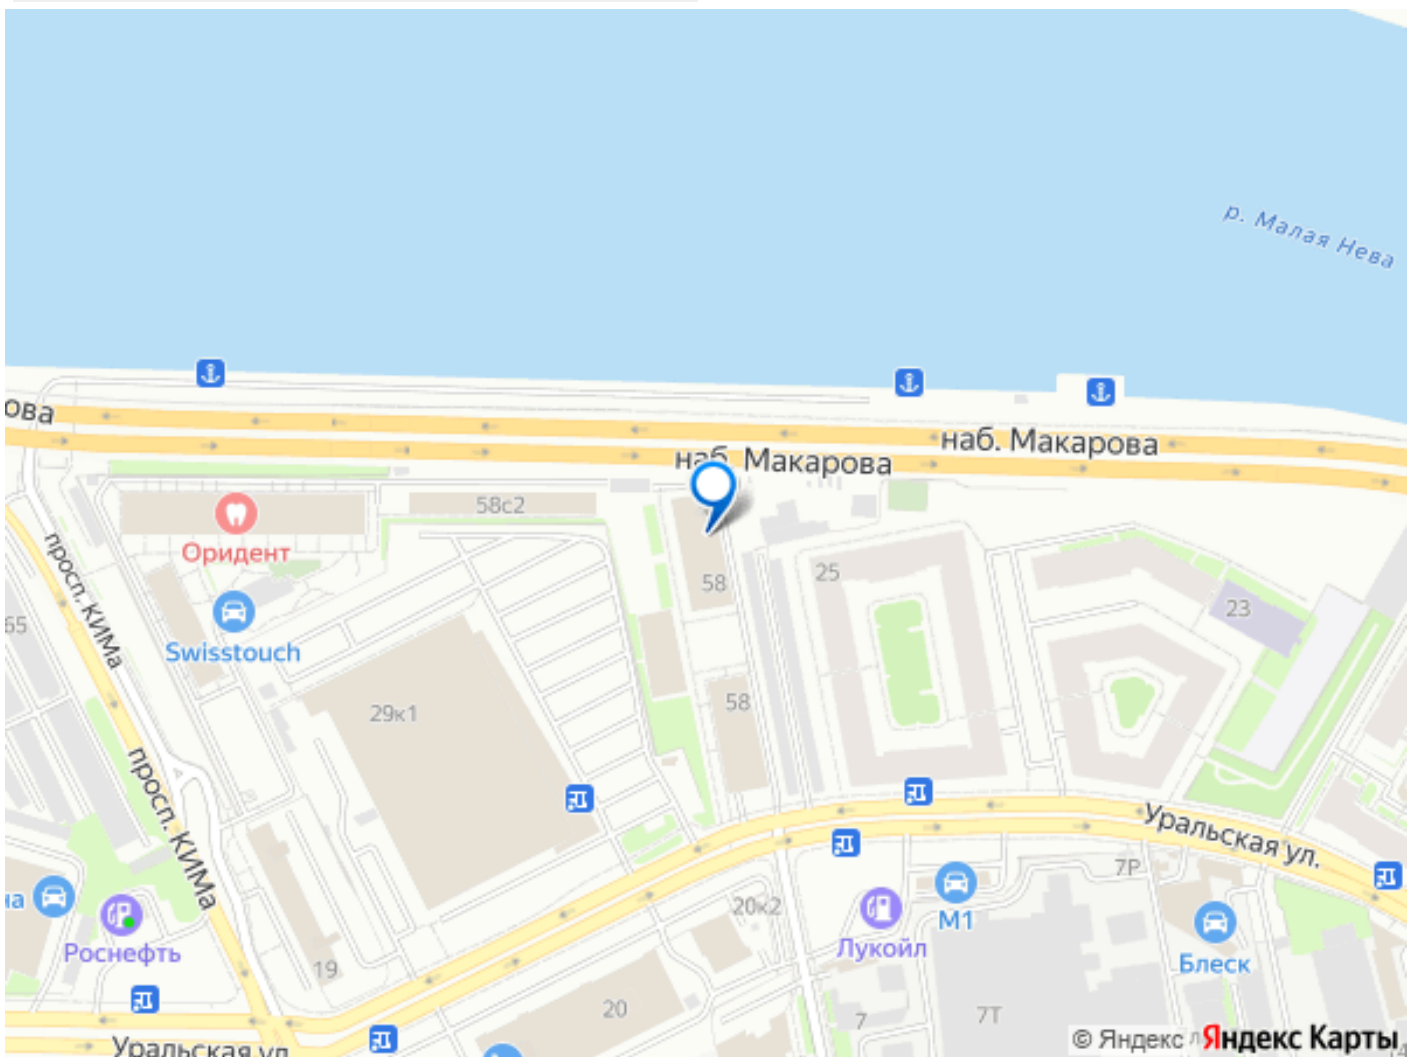 р. Малая Нева
ова
наб. Макарова
наб. Макарова
58с2
Оридент
просп. КИМа
58
25
23
65
Swisstouch
29к1
58
просп. КИМа
Уральская ул.
7Р
на
М1
20к2
Роснефть
Лукойл
Блеск
19
20
7
7Т
Уральская ул.
© Яндекс
Яндекс Карты